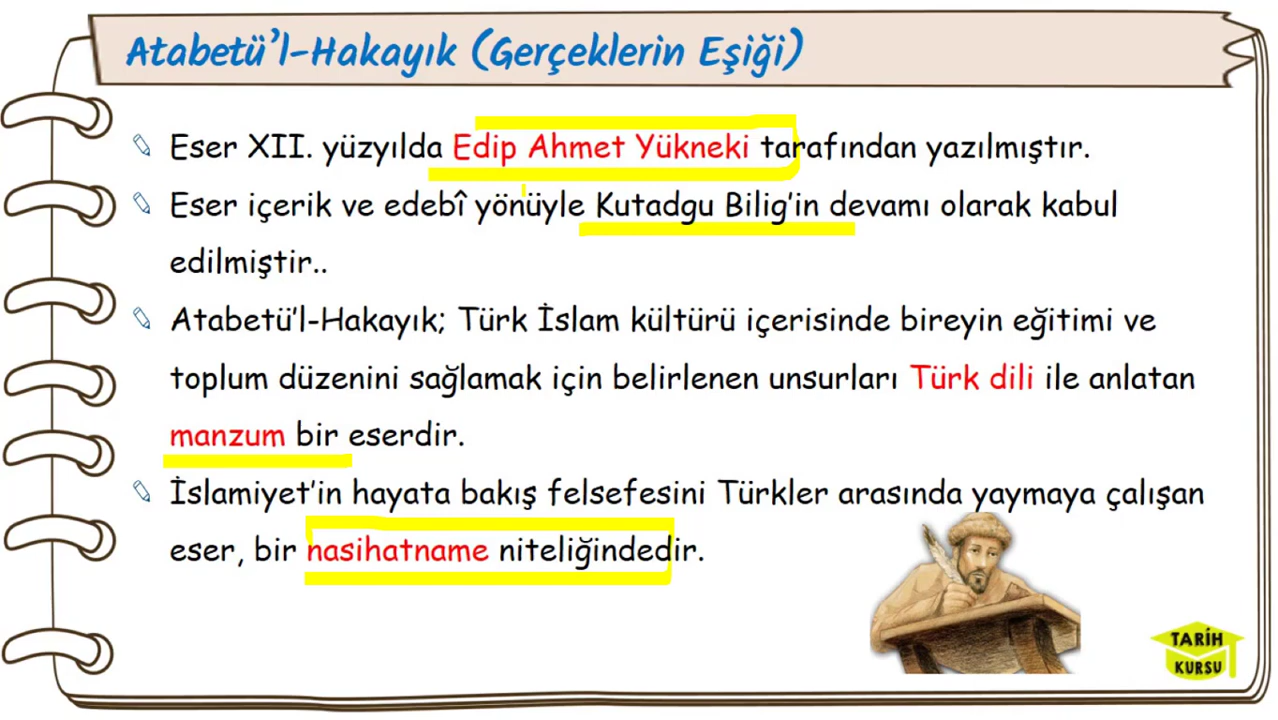 Atabetü'l-Hakayık (Gerçeklerin Eşiği)
Eser XII. yüzyılda Edip Ahmet Yükneki tarafından yazılmıştır.
Eser içerik ve edebî yönüyle Kutadgu Bilig'in devamı olarak kabul
edilmiştir..
Atabetü'l-Hakayık; Türk İslam kültürü içerisinde bireyin eğitimi ve
toplum düzenini sağlamak için belirlenen unsurları Türk dili ile anlatan
manzum bir eserdir.
İslamiyet'in hayata bakış felsefesini Türkler arasında yaymaya çalışan
eser, bir nasihatname niteliğindedir.
TARİH
KURSU